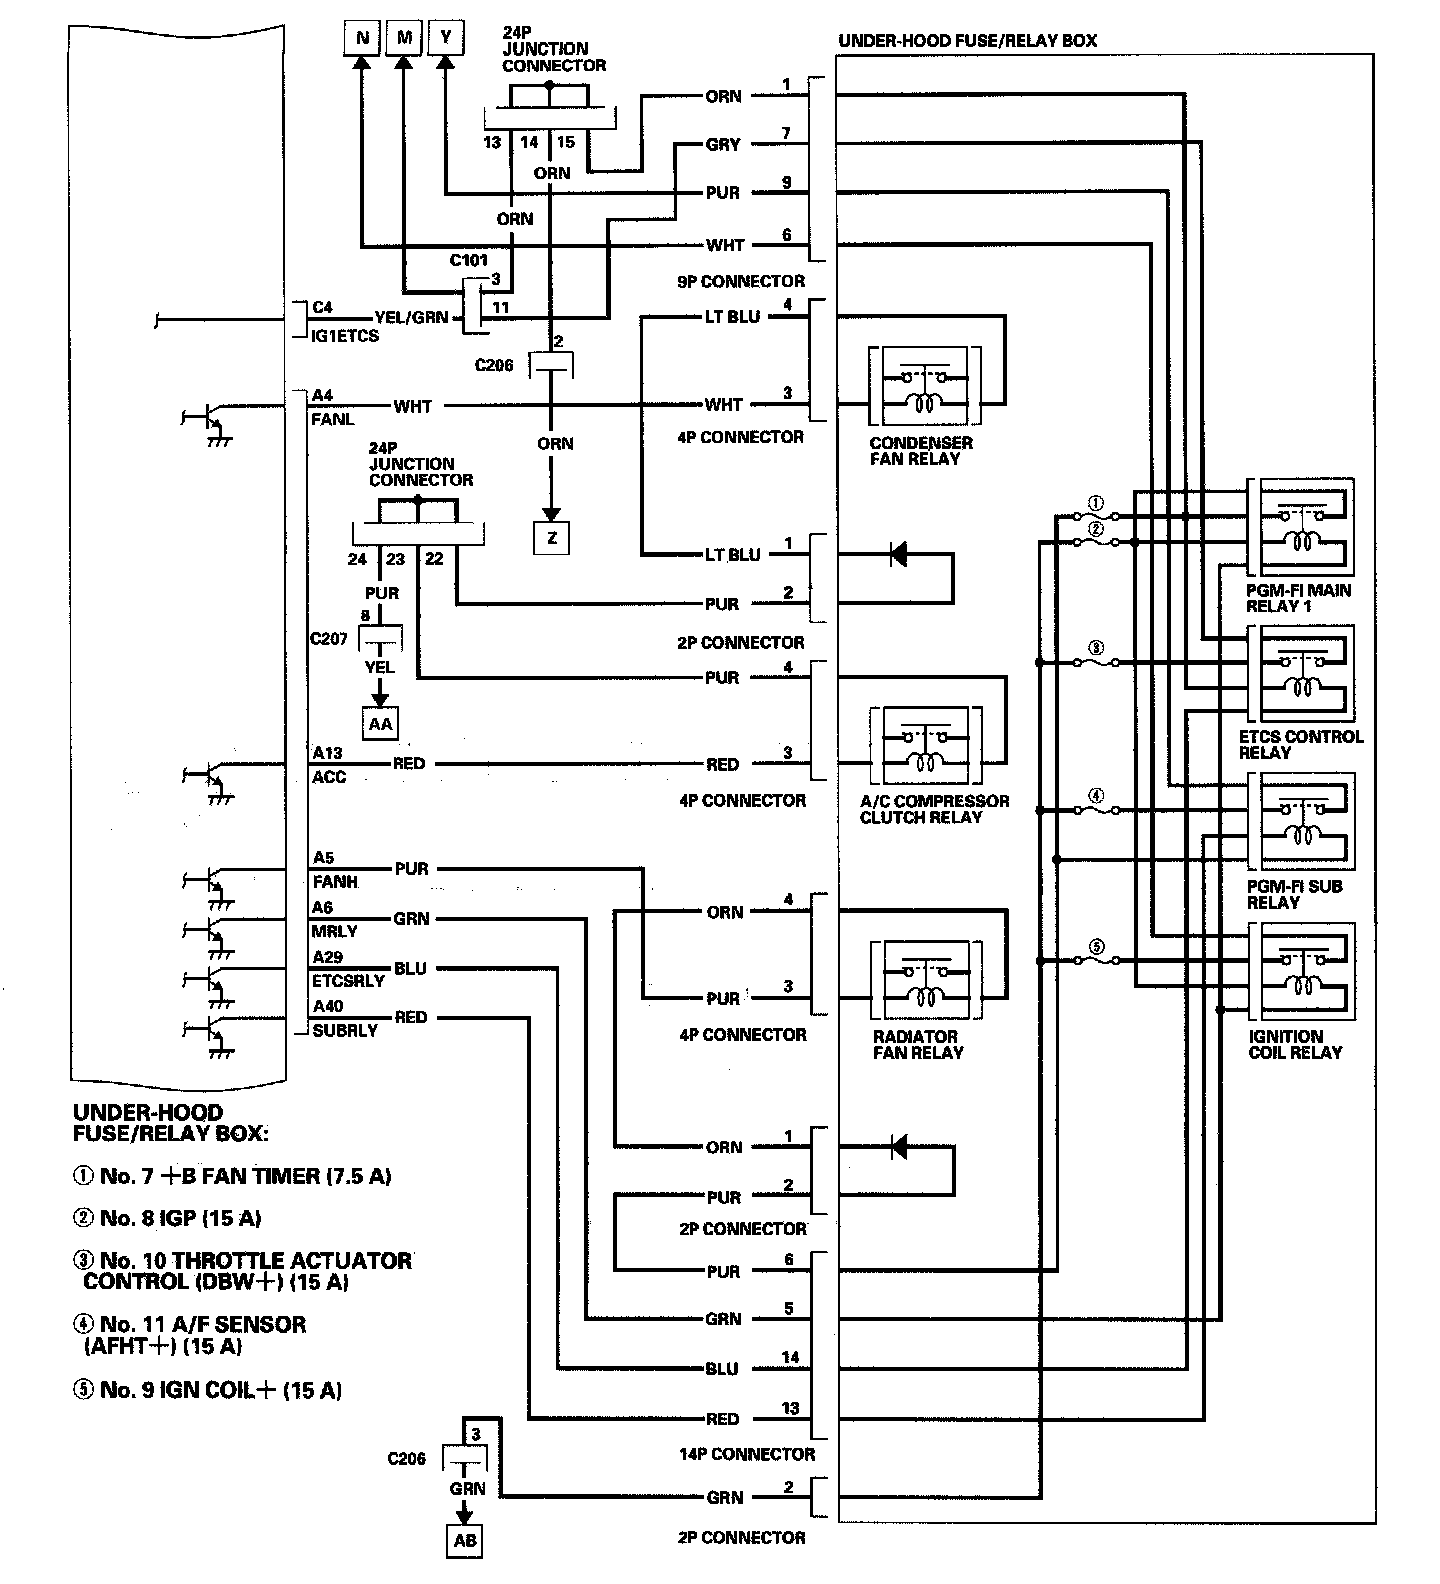 N M Y
24P
JUNCTION
CONNECTOR
UNDER-HOOD FUSE/RELAY BOX
ORN 1
13 14 15
GRY 7
ORN
PUR 9
ORN
WHT 6
C101
3
9P CONNECTOR
C4
YEL/GRN
11
IG1ETCS
LT BLU 4
2
C206
A4
WHT
FANL
WHT 3
4P CONNECTOR
CONDENSER
FAN RELAY
24P
JUNCTION
CONNECTOR
ORN
Z
24 23 22
LT BLU 1
PUR
PUR 2
8
C207
2P CONNECTOR
YEL
PUR 4
AA
A13
RED
ACC
RED 3
4P CONNECTOR
A/C COMPRESSOR
CLUTCH RELAY
①
②
PGM-FI MAIN
RELAY 1
③
ETCS CONTROL
RELAY
④
PGM-FI SUB
RELAY
⑤
IGNITION
COIL RELAY
A5
PUR
FANH
A6
GRN
MRLY
A29
BLU
ETCSRLY
A40
RED
SUBRLY
ORN 4
PUR 3
4P CONNECTOR
RADIATOR
FAN RELAY
ORN 1
PUR 2
2P CONNECTOR
PUR 6
GRN 5
BLU 14
RED 13
14P CONNECTOR
3
C206
GRN
AB
GRN 2
2P CONNECTOR
UNDER-HOOD
FUSE/RELAY BOX:
① No. 7 +B FAN TIMER (7.5 A)
② No. 8 IGP (15 A)
③ No. 10 THROTTLE ACTUATOR
CONTROL (DBW+) (15 A)
④ No. 11 A/F SENSOR
(AFHT+) (15 A)
⑤ No. 9 IGN COIL+ (15 A)